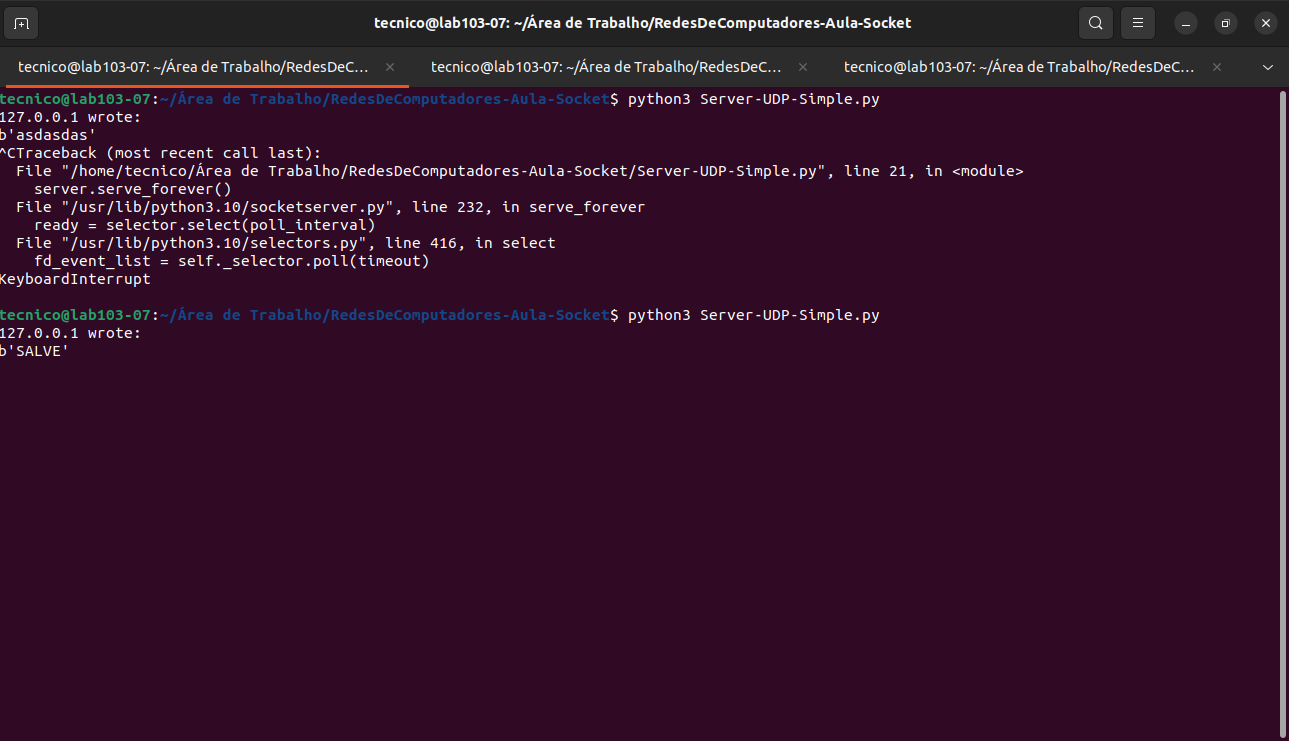 tecnico@lab103-07: ~/Área de Trabalho/RedesDeComputadores-Aula-Socket
tecnico@lab103-07: ~/Área de Trabalho/RedesDeC...
tecnico@lab103-07: ~/Área de Trabalho/RedesDeC...
tecnico@lab103-07: ~/Área de Trabalho/RedesDeC...
tecnico@lab103-07:~/Área de Trabalho/RedesDeComputadores-Aula-Socket$ python3 Server-UDP-Simple.py
127.0.0.1 wrote:
b'asdasdas'
^CTraceback (most recent call last):
  File "/home/tecnico/Área de Trabalho/RedesDeComputadores-Aula-Socket/Server-UDP-Simple.py", line 21, in <module>
    server.serve_forever()
  File "/usr/lib/python3.10/socketserver.py", line 232, in serve_forever
    ready = selector.select(poll_interval)
  File "/usr/lib/python3.10/selectors.py", line 416, in select
    fd_event_list = self._selector.poll(timeout)
KeyboardInterrupt
tecnico@lab103-07:~/Área de Trabalho/RedesDeComputadores-Aula-Socket$ python3 Server-UDP-Simple.py
127.0.0.1 wrote:
b'SALVE'